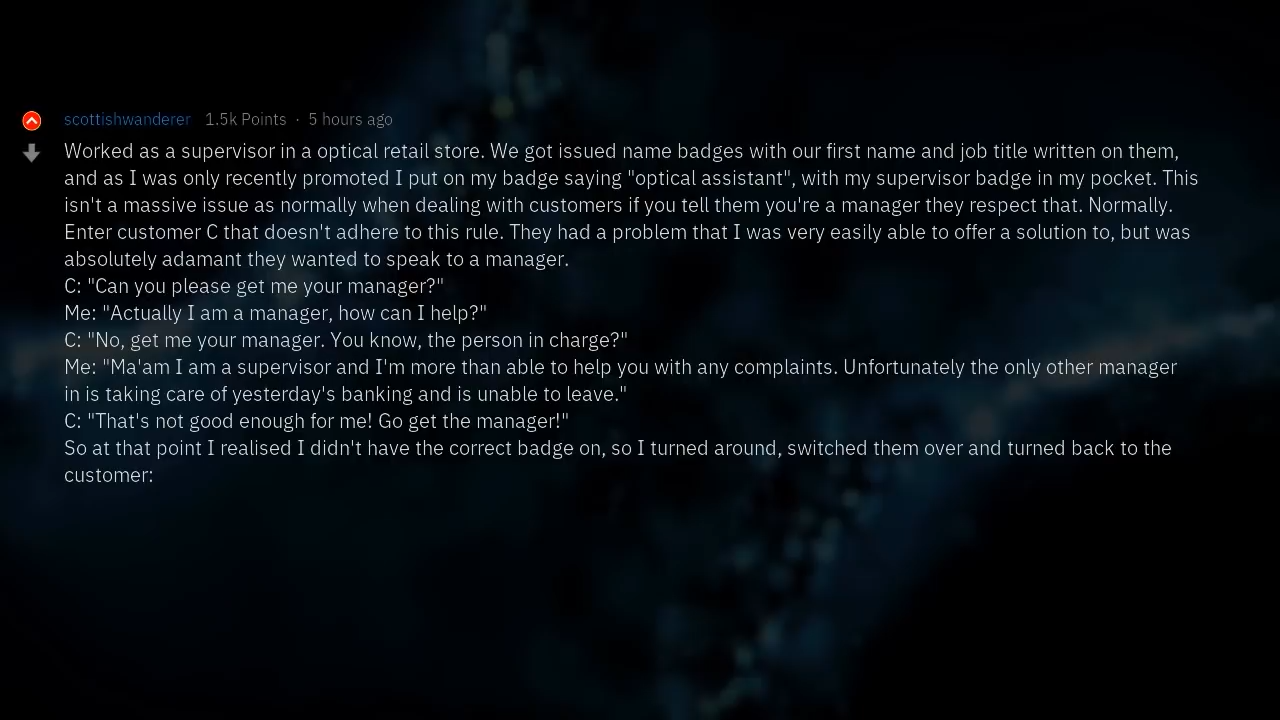 scottishwanderer 1.5k Points · 5 hours ago
Worked as a supervisor in a optical retail store. We got issued name badges with our first name and job title written on them,
and as I was only recently promoted I put on my badge saying "optical assistant", with my supervisor badge in my pocket. This
isn't a massive issue as normally when dealing with customers if you tell them you're a manager they respect that. Normally.
Enter customer C that doesn't adhere to this rule. They had a problem that I was very easily able to offer a solution to, but was
absolutely adamant they wanted to speak to a manager.
C: "Can you please get me your manager?"
Me: "Actually I am a manager, how can I help?"
C: "No, get me your manager. You know, the person in charge?"
Me: "Ma'am I am a supervisor and I'm more than able to help you with any complaints. Unfortunately the only other manager
in is taking care of yesterday's banking and is unable to leave."
C: "That's not good enough for me! Go get the manager!"
So at that point I realised I didn't have the correct badge on, so I turned around, switched them over and turned back to the
customer: